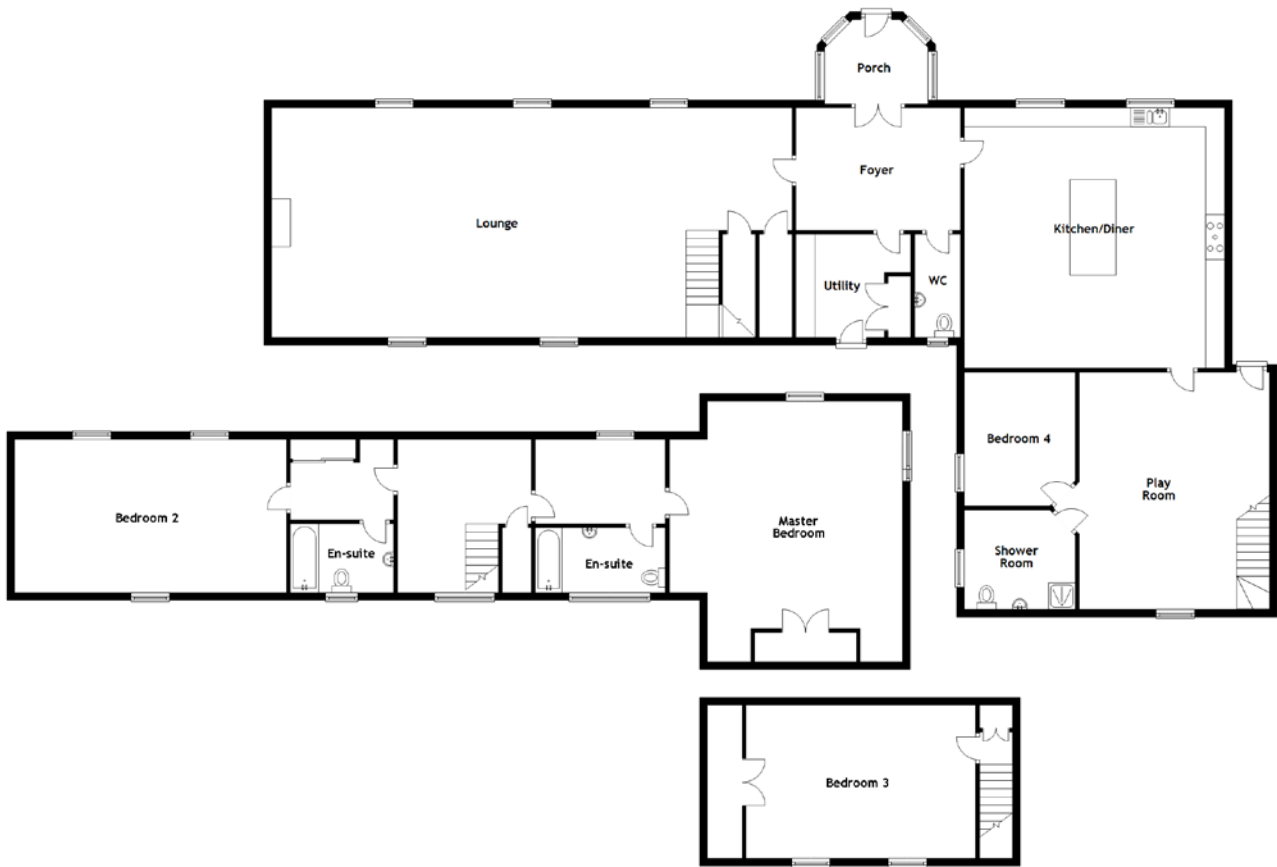 Porch
Foyer
Lounge
Kitchen/Diner
Utility
WC
Bedroom 4
Play
Room
Shower
Room
Bedroom 2
En-suite
En-suite
Master
Bedroom
Bedroom 3